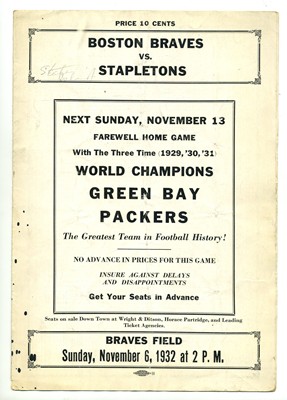 PRICE 10 CENTS
BOSTON BRAVES
VS.
STAPLETONS
NEXT SUNDAY, NOVEMBER 13
FAREWELL HOME GAME
With The Three Time (1929, '30, '31)
WORLD CHAMPIONS
GREEN BAY
PACKERS
The Greatest Team in Football History!
NO ADVANCE IN PRICES FOR THIS GAME
INSURE AGAINST DELAYS
AND DISAPPOINTMENTS
Get Your Seats in Advance
Seats on sale Down Town at Wright & Ditson, Horace Partridge, and Leading
Ticket Agencies.
BRAVES FIELD
Sunday, November 6, 1932 at 2 P. M.